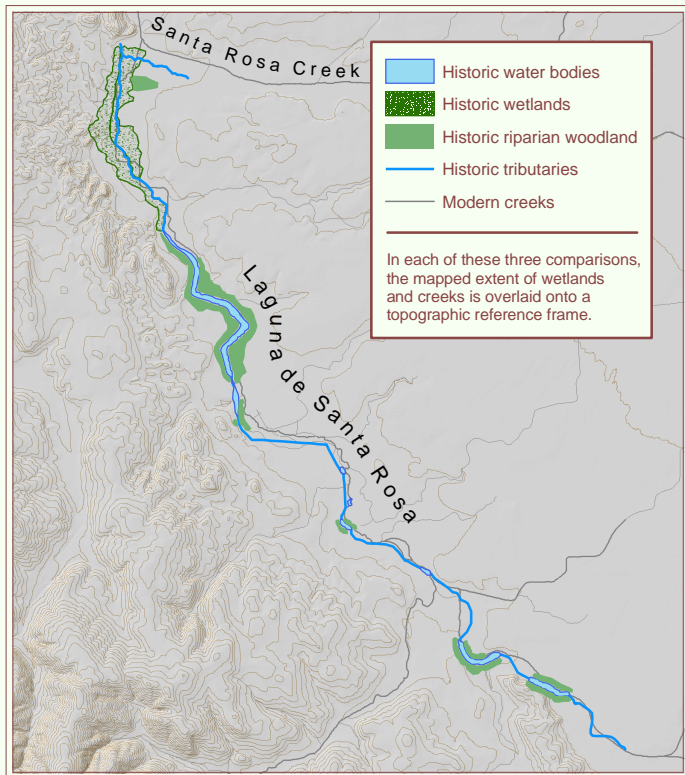 Santa Rosa Creek
Historic water bodies
Historic wetlands
Historic riparian woodland
Historic tributaries
Modern creeks
In each of these three comparisons,
the mapped extent of wetlands
and creeks is overlaid onto a
topographic reference frame.
Laguna de Santa Rosa